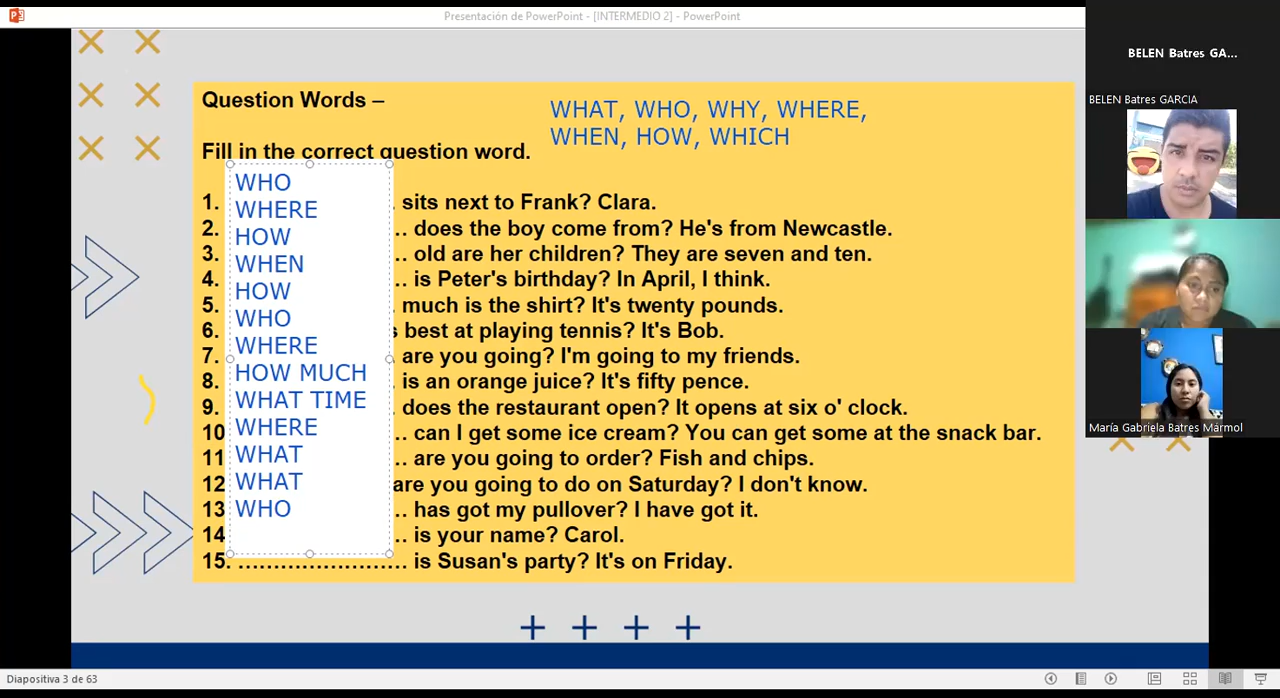 Presentación de PowerPoint - [INTERMEDIO 2] - PowerPoint
BELEN Batres GA...
BELEN Batres GARCIA
María Gabriela Batres Mármol
Question Words –
WHAT, WHO, WHY, WHERE,
WHEN, HOW, WHICH
Fill in the correct question word.
WHO
WHERE
HOW
WHEN
HOW
WHO
WHERE
HOW MUCH
WHAT TIME
WHERE
WHAT
WHAT
WHO
1. . sits next to Frank? Clara.
2. .. does the boy come from? He's from Newcastle.
3. .. old are her children? They are seven and ten.
4. .. is Peter's birthday? In April, I think.
5. . much is the shirt? It's twenty pounds.
6. s best at playing tennis? It's Bob.
7. are you going? I'm going to my friends.
8. . is an orange juice? It's fifty pence.
9. . does the restaurant open? It opens at six o' clock.
10 .. can I get some ice cream? You can get some at the snack bar.
11 .. are you going to order? Fish and chips.
12 are you going to do on Saturday? I don't know.
13 .. has got my pullover? I have got it.
14 .. is your name? Carol.
15. ........................ is Susan's party? It's on Friday.
Diapositiva 3 de 63